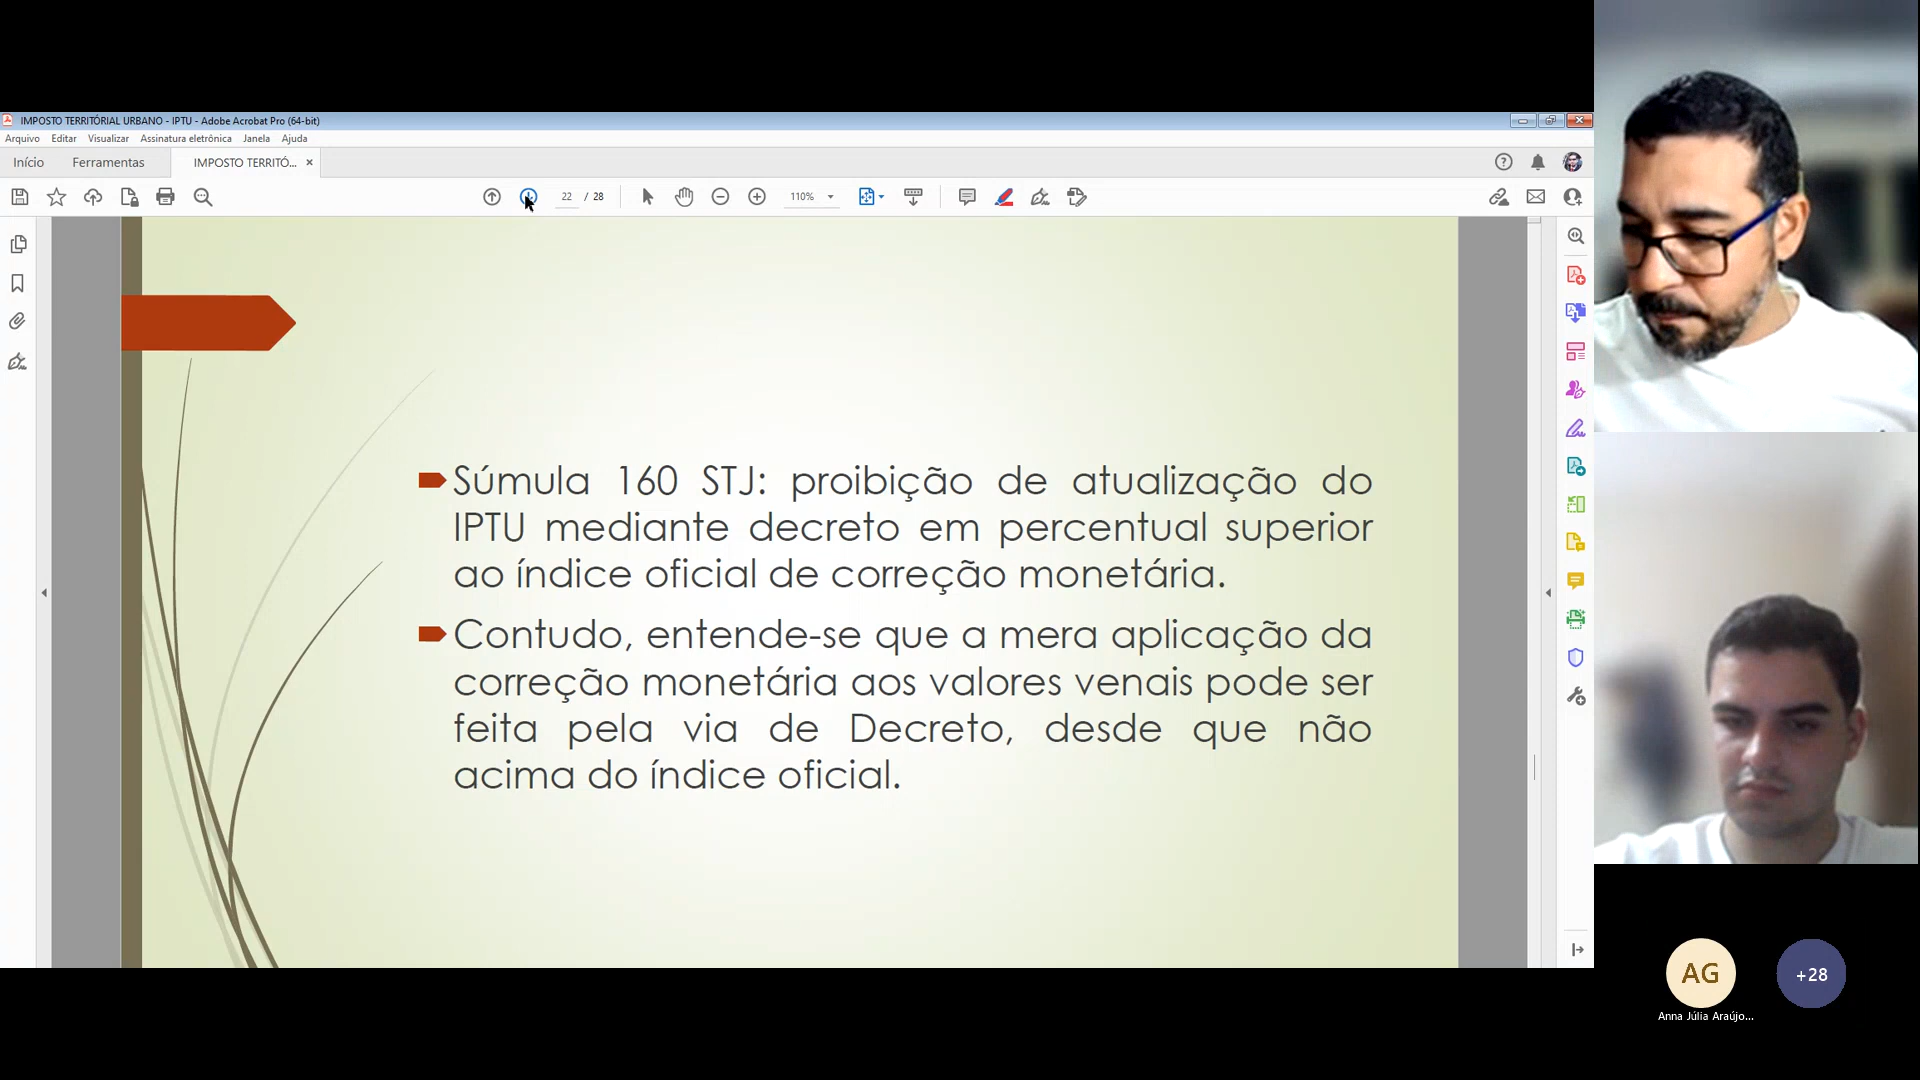 IMPOSTO TERRITÓRIAL URBANO - IPTU - Adobe Acrobat Pro (64-bit)
Arquivo Editar Visualizar Assinatura eletrônica Janela Ajuda
Início Ferramentas IMPOSTO TERRITÓ... ×
22 / 28 110%
Súmula 160 STJ: proibição de atualização do
IPTU mediante decreto em percentual superior
ao índice oficial de correção monetária.
Contudo, entende-se que a mera aplicação da
correção monetária aos valores venais pode ser
feita pela via de Decreto, desde que não
acima do índice oficial.
AG +28
Anna Júlia Araújo...